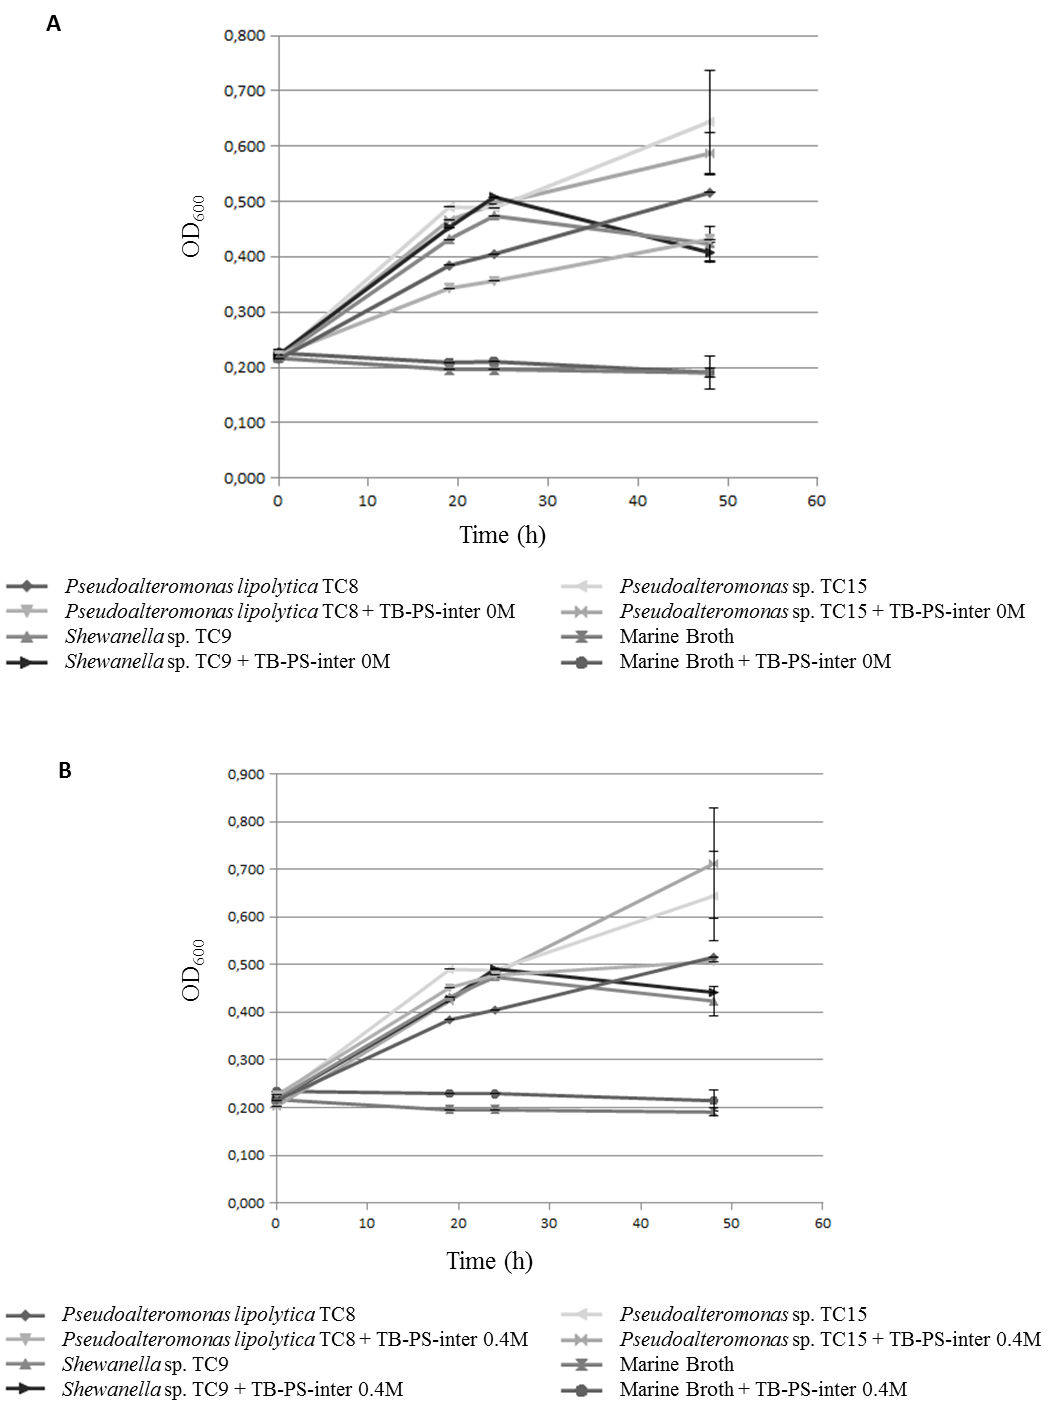 A
0,800
0,700
0,600
0,500
0,400
0,300
0,200
0,100
0,000
OD600
0 10 20 30 40 50 60
Time (h)
Pseudoalteromonas lipolytica TC8
Pseudoalteromonas lipolytica TC8 + TB-PS-inter 0M
Shewanella sp. TC9
Shewanella sp. TC9 + TB-PS-inter 0M
Pseudoalteromonas sp. TC15
Pseudoalteromonas sp. TC15 + TB-PS-inter 0M
Marine Broth
Marine Broth + TB-PS-inter 0M
B
0,900
0,800
0,700
0,600
0,500
0,400
0,300
0,200
0,100
0,000
OD600
0 10 20 30 40 50 60
Time (h)
Pseudoalteromonas lipolytica TC8
Pseudoalteromonas lipolytica TC8 + TB-PS-inter 0.4M
Shewanella sp. TC9
Shewanella sp. TC9 + TB-PS-inter 0.4M
Pseudoalteromonas sp. TC15
Pseudoalteromonas sp. TC15 + TB-PS-inter 0.4M
Marine Broth
Marine Broth + TB-PS-inter 0.4M